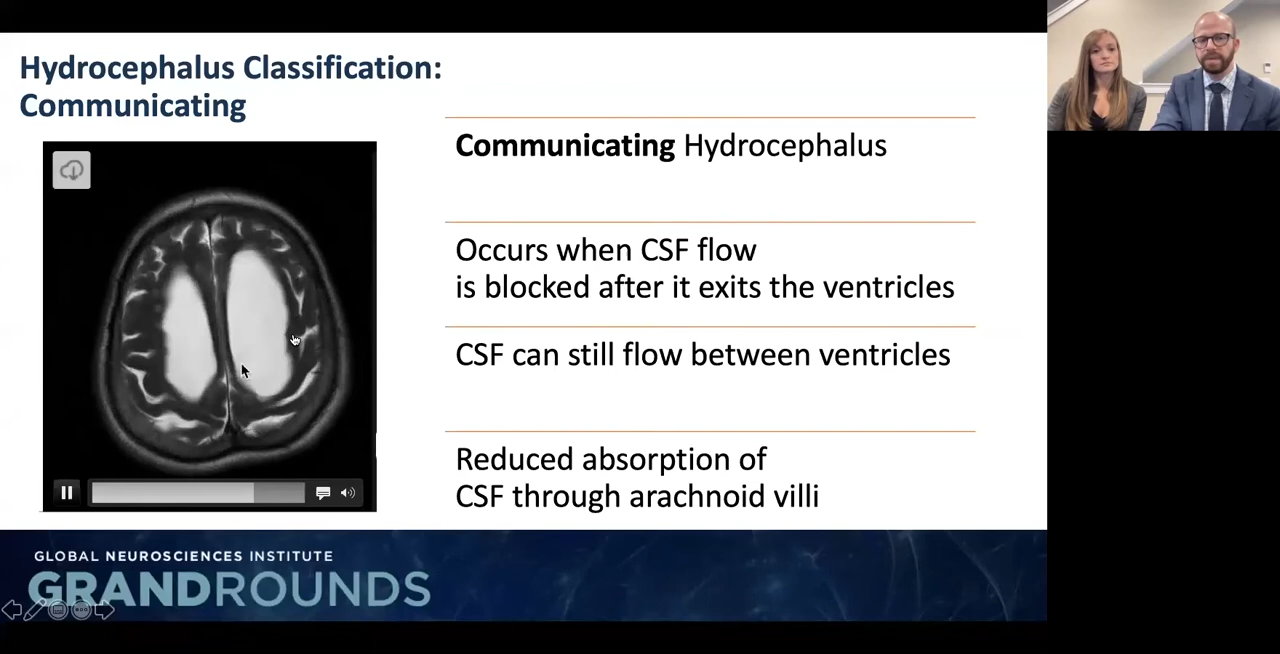 Hydrocephalus Classification:
Communicating
Communicating Hydrocephalus
Occurs when CSF flow
is blocked after it exits the ventricles
CSF can still flow between ventricles
Reduced absorption of
CSF through arachnoid villi
GLOBAL NEUROSCIENCES INSTITUTE
GRANDROUNDS